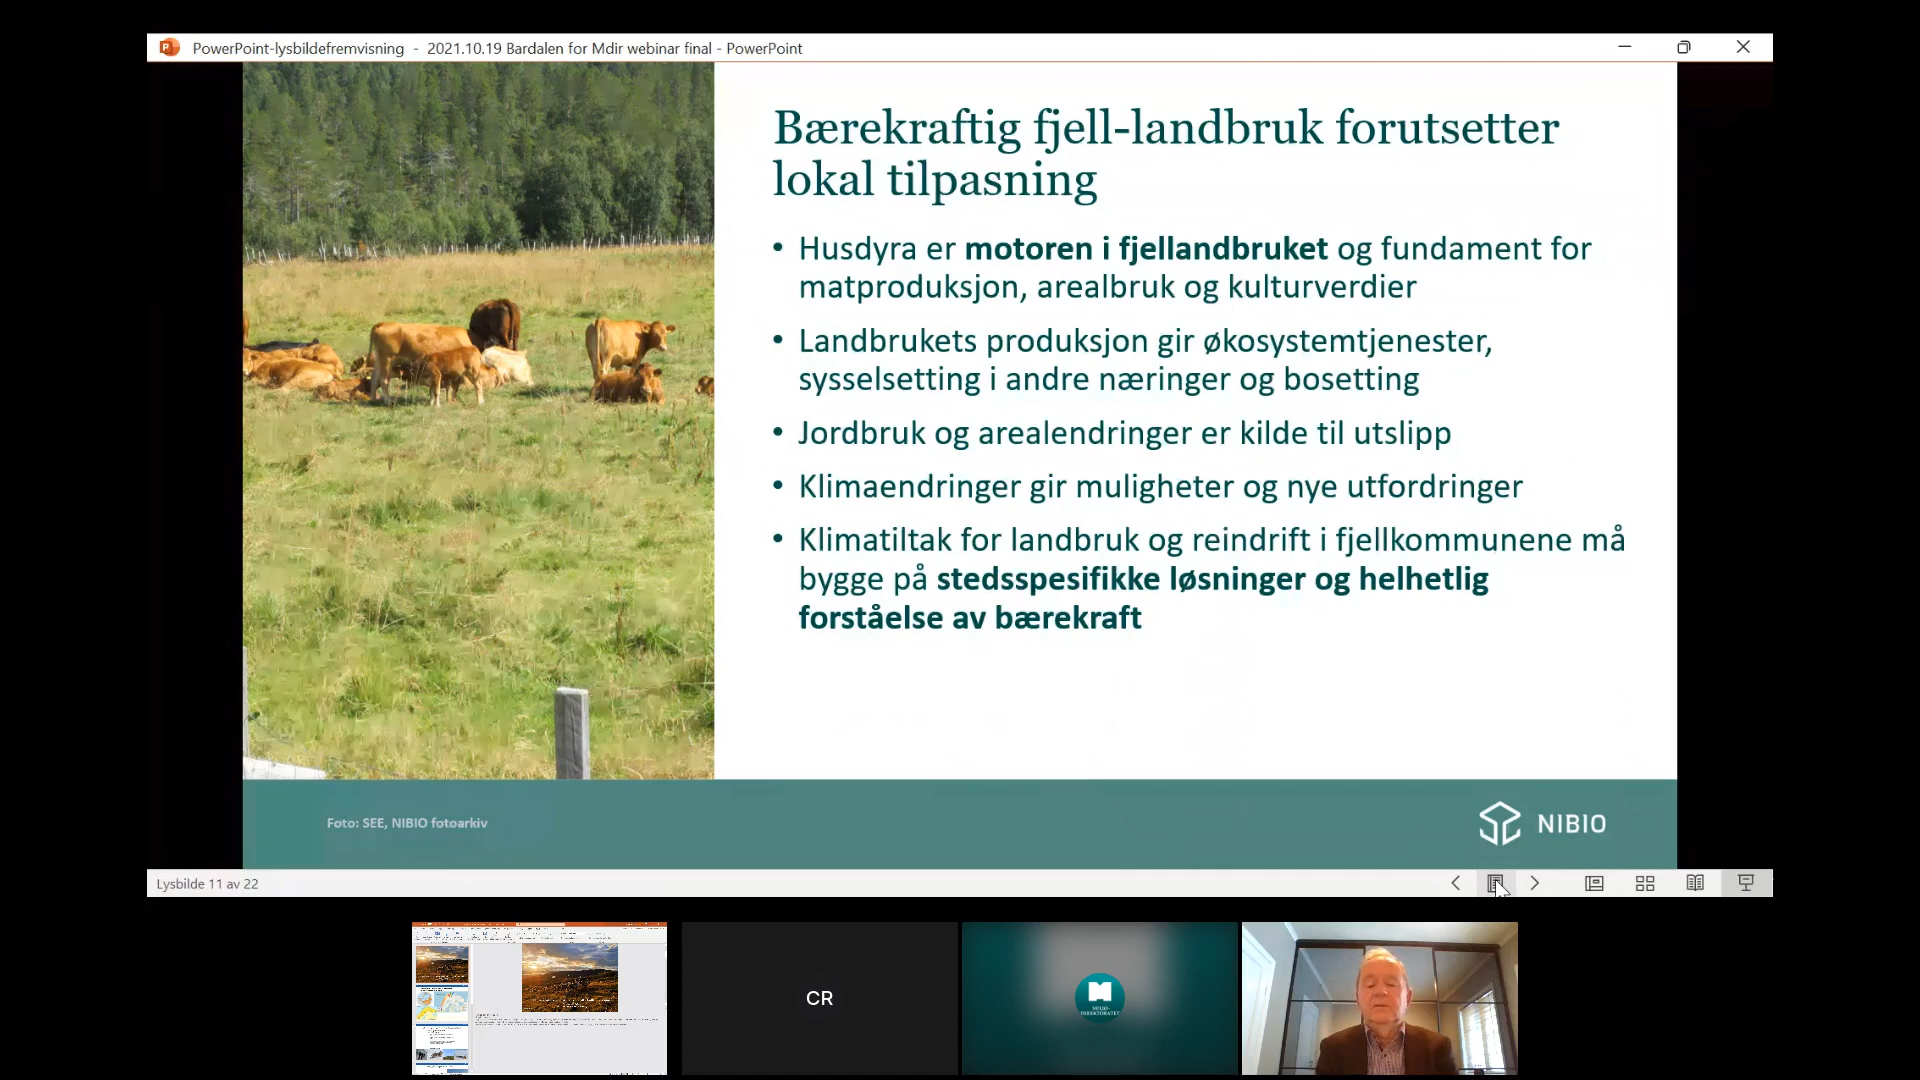 PowerPoint-lysbildefremvisning - 2021.10.19 Bardalen for Mdir webinar final - PowerPoint
Bærekraftig fjell-landbruk forutsetter
lokal tilpasning
• Husdyra er motoren i fjellandbruket og fundament for
matproduksjon, arealbruk og kulturverdier
• Landbrukets produksjon gir økosystemtjenester,
sysselsetting i andre næringer og bosetting
• Jordbruk og arealendringer er kilde til utslipp
• Klimaendringer gir muligheter og nye utfordringer
• Klimatiltak for landbruk og reindrift i fjellkommunene må
bygge på stedsspesifikke løsninger og helhetlig
forståelse av bærekraft
Foto: SEE, NIBIO fotoarkiv
NIBIO
Lysbilde 11 av 22
CR